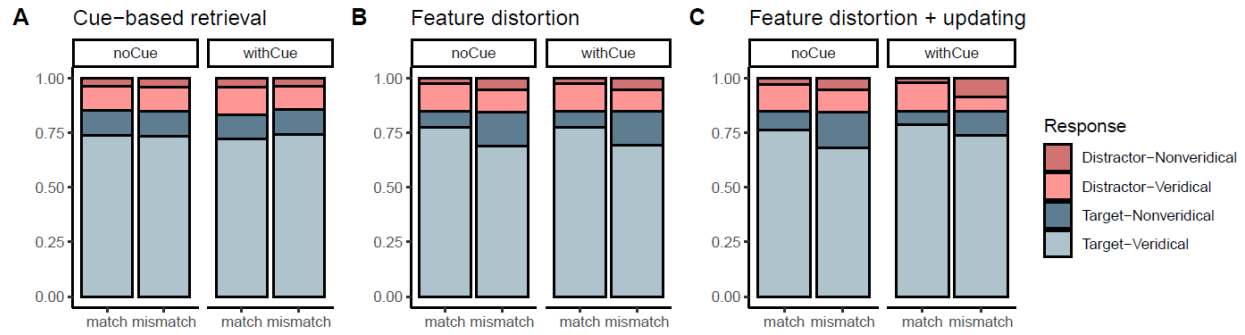 A Cue-based retrieval
noCue withCue
1.00
0.75
0.50
0.25
0.00
match mismatch match mismatch
B Feature distortion
noCue withCue
1.00
0.75
0.50
0.25
0.00
match mismatch match mismatch
C Feature distortion + updating
noCue withCue
1.00
0.75
0.50
0.25
0.00
match mismatch match mismatch
Response
Distractor−Nonveridical
Distractor−Veridical
Target−Nonveridical
Target−Veridical